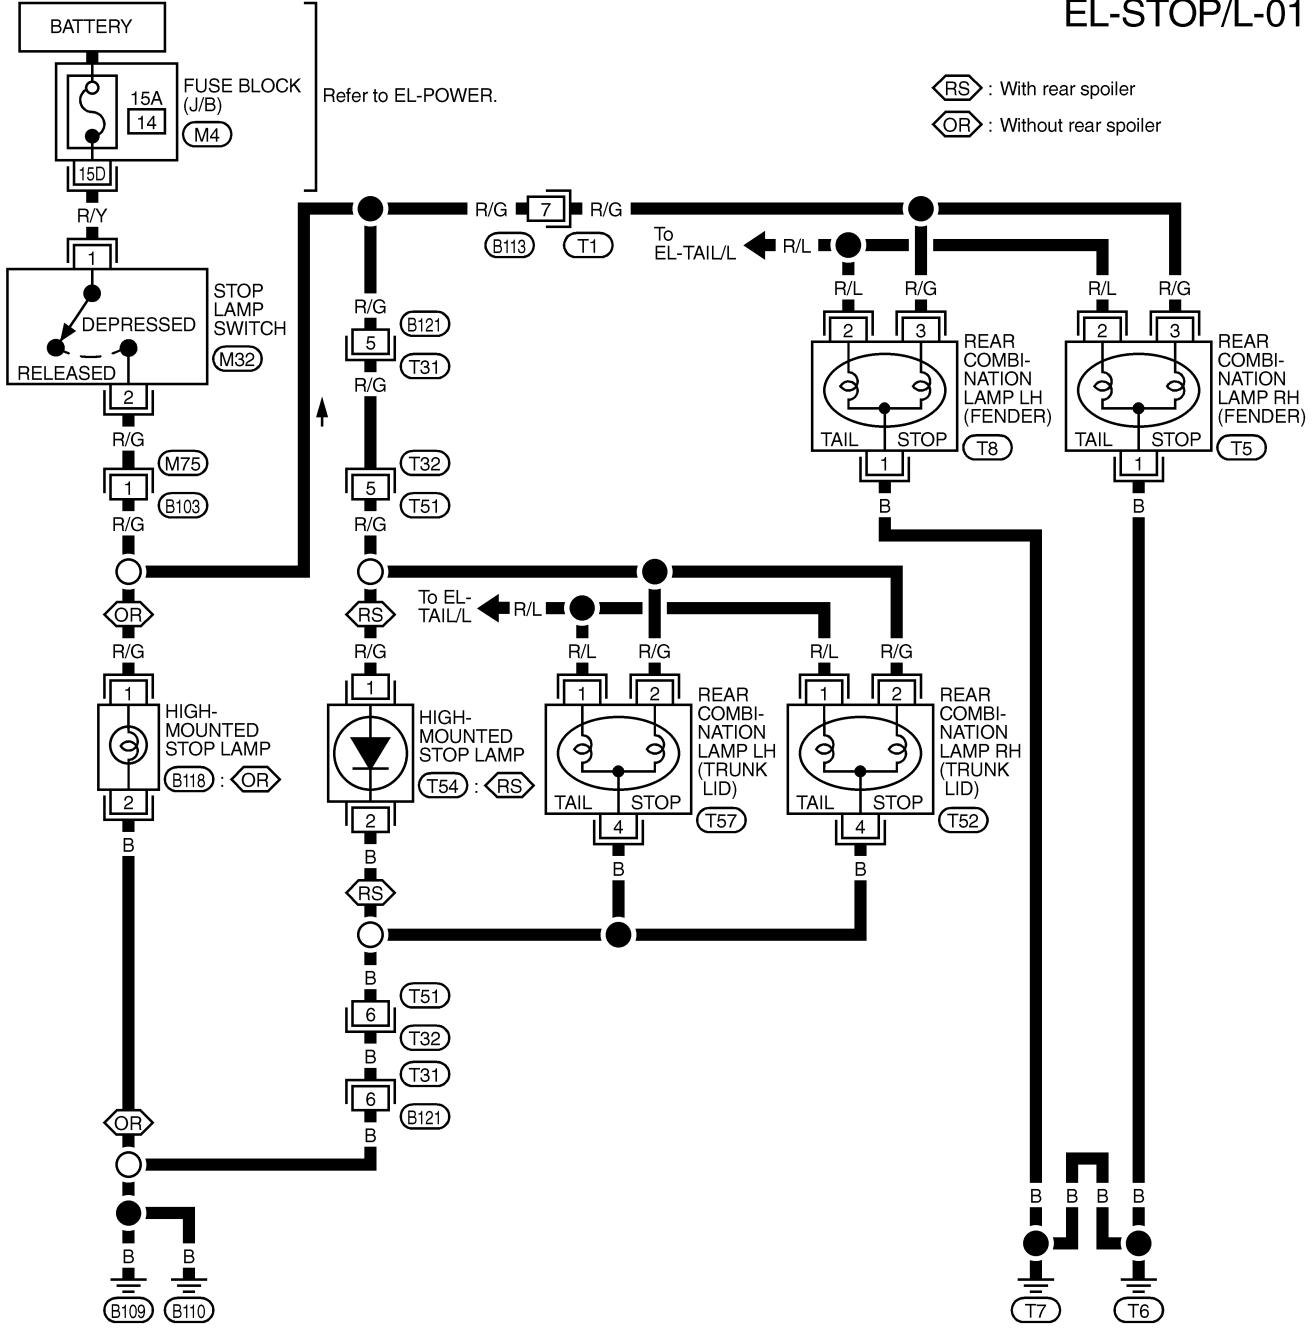 EL-STOP/L-01
BATTERY
FUSE BLOCK
(J/B)
M4
15A
14
15D
Refer to EL-POWER.
RS : With rear spoiler
OR : Without rear spoiler
R/Y
1
STOP
LAMP
SWITCH
M32
DEPRESSED
RELEASED
2
R/G
M75
1
B103
R/G
OR
R/G
1
HIGH-
MOUNTED
STOP LAMP
B118 : OR
2
B
OR
B
B
B109
B110
R/G
7
R/G
B113
T1
R/G
B121
5
T31
R/G
T32
5
T51
R/G
RS
R/G
1
HIGH-
MOUNTED
STOP LAMP
T54 : RS
2
B
RS
B
T51
6
T32
B
T31
6
B121
B
To
EL-TAIL/L
R/L
R/L
R/G
R/L
R/G
2
3
REAR
COMBI-
NATION
LAMP LH
(FENDER)
T8
TAIL
STOP
1
B
2
3
REAR
COMBI-
NATION
LAMP RH
(FENDER)
T5
TAIL
STOP
1
B
To EL-
TAIL/L
R/L
R/L
R/G
R/L
R/G
1
2
REAR
COMBI-
NATION
LAMP LH
(TRUNK
LID)
T57
TAIL
STOP
4
B
1
2
REAR
COMBI-
NATION
LAMP RH
(TRUNK
LID)
T52
TAIL
STOP
4
B
B
B
B
B
T7
T6